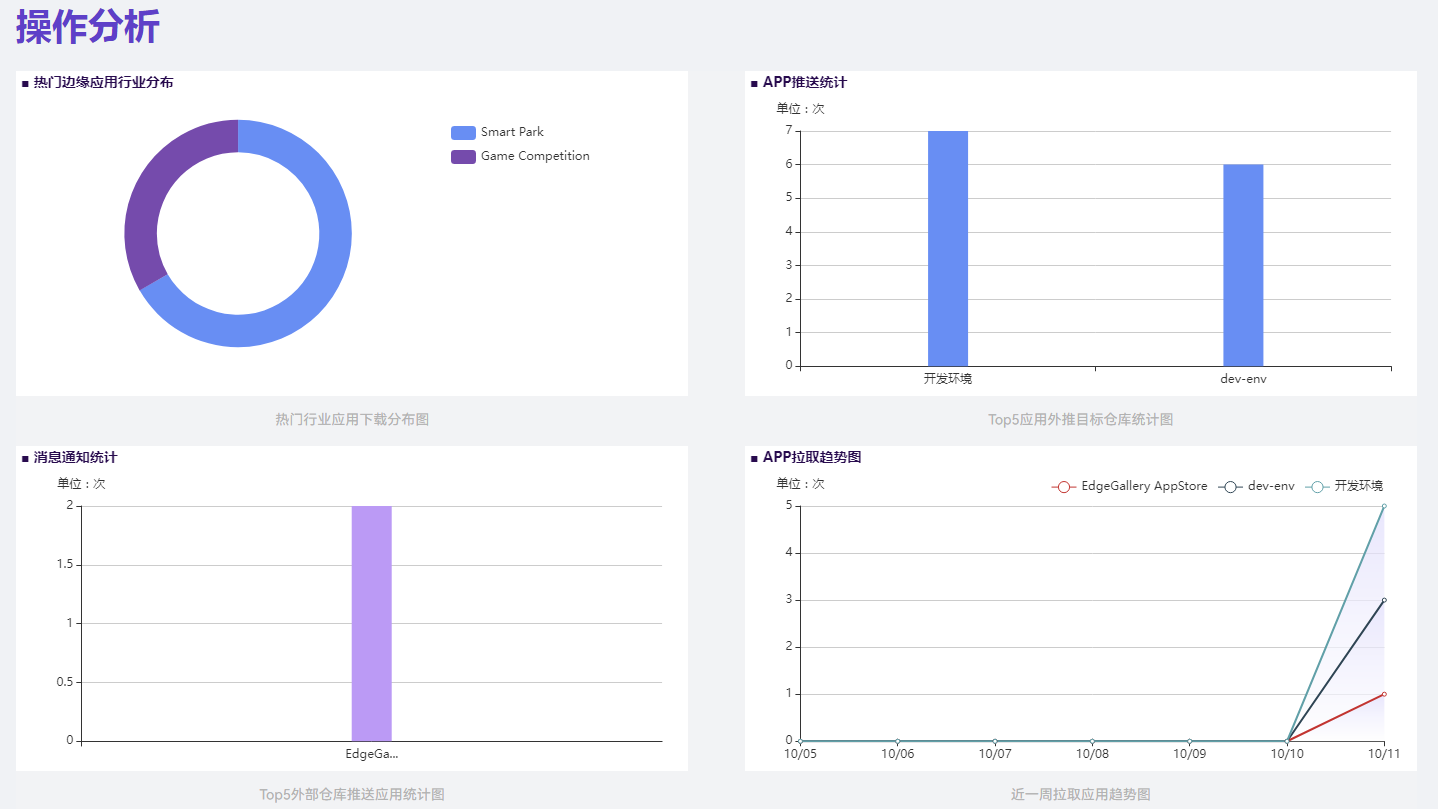 操作分析
■ 热门边缘应用行业分布
Smart Park
Game Competition
热门行业应用下载分布图
■ APP推送统计
单位：次
7
6
5
4
3
2
1
0
开发环境 dev-env
Top5应用外推目标仓库统计图
■ 消息通知统计
单位：次
2
1.5
1
0.5
0
EdgeGa...
Top5外部仓库推送应用统计图
■ APP拉取趋势图
单位：次
EdgeGallery AppStore dev-env 开发环境
5
4
3
2
1
0
10/05 10/06 10/07 10/08 10/09 10/10 10/11
近一周拉取应用趋势图